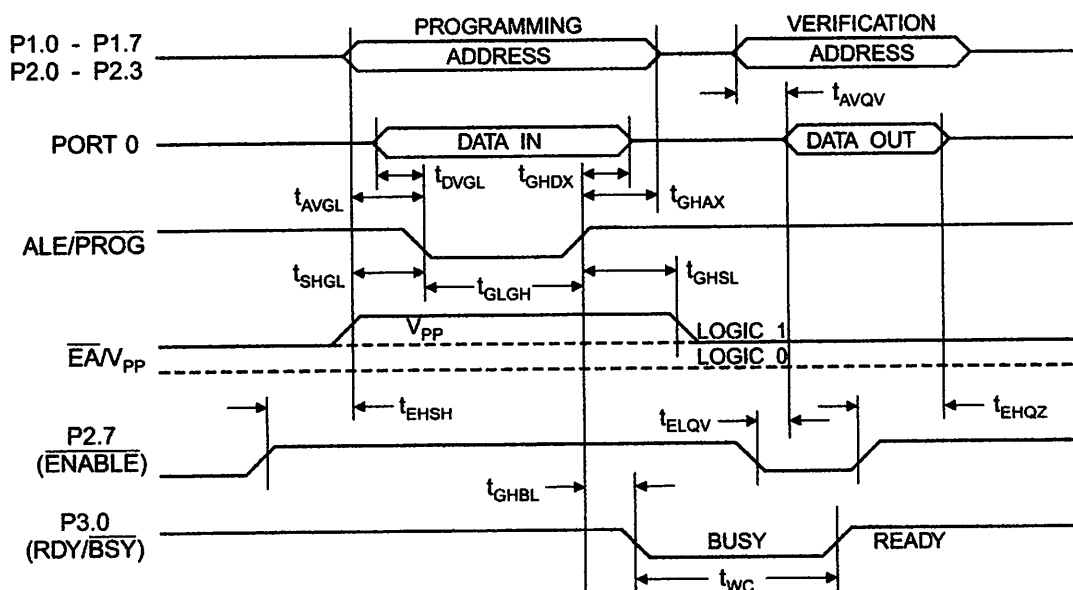 PROGRAMMING
VERIFICATION
P1.0 - P1.7
P2.0 - P2.3
ADDRESS
ADDRESS
tAVQV
PORT 0
DATA IN
DATA OUT
tDVGL
tGHDX
tAVGL
tGHAX
ALE/PROG
tSHGL
tGLGH
tGHSL
VPP
LOGIC 1
EA/VPP
LOGIC 0
tEHSH
tELQV
tEHQZ
P2.7
(ENABLE)
tGHBL
P3.0
(RDY/BSY)
BUSY
READY
tWC